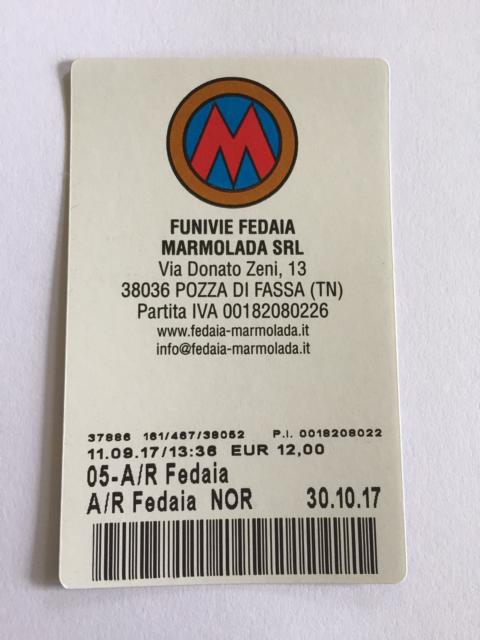 M
FUNIVIE FEDAIA
MARMOLADA SRL
Via Donato Zeni, 13
38036 POZZA DI FASSA (TN)
Partita IVA 00182080226
www.fedaia-marmolada.it
info@fedaia-marmolada.it
37886 161/467/38052 P.I. 0018208022
11.09.17/13:36 EUR 12,00
05-A/R Fedaia
A/R Fedaia NOR 30.10.17